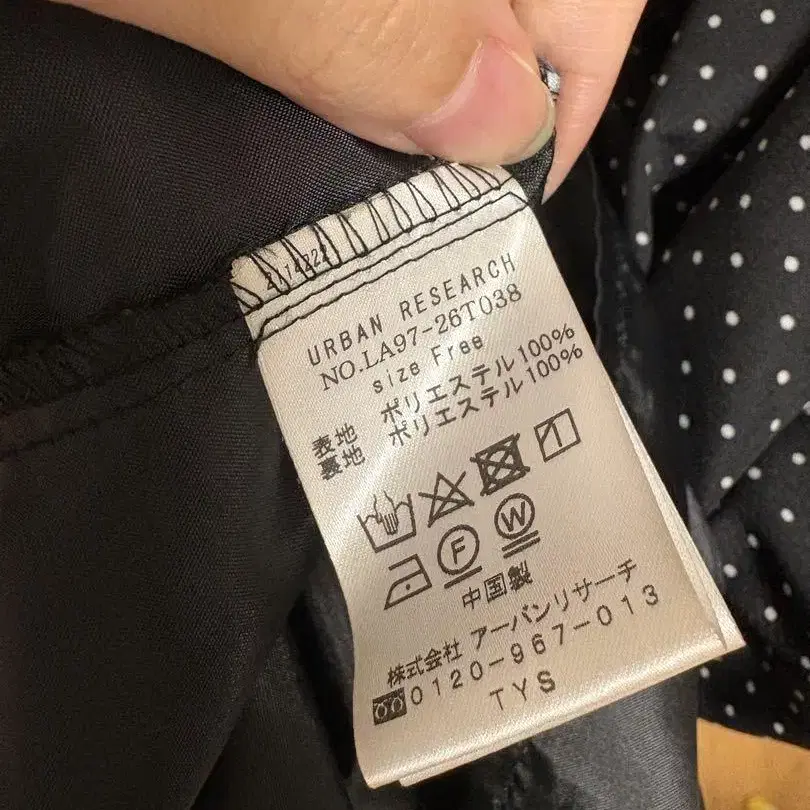 URBAN RESEARCH
NO.LA97-26T038
size Free
表地 ポリエステル100%
裏地 ポリエステル100%
F W
中国製
株式会社 アーバンリサーチ
0120-967-013
TYS